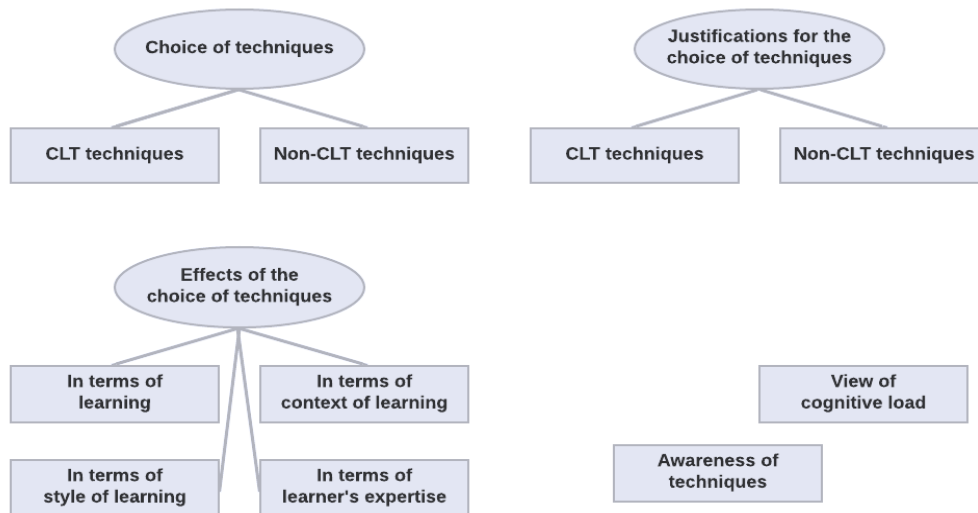 Choice of techniques
CLT techniques
Non-CLT techniques
Justifications for the
choice of techniques
CLT techniques
Non-CLT techniques
Effects of the
choice of techniques
In terms of
learning
In terms of
context of learning
In terms of
style of learning
In terms of
learner's expertise
View of
cognitive load
Awareness of
techniques